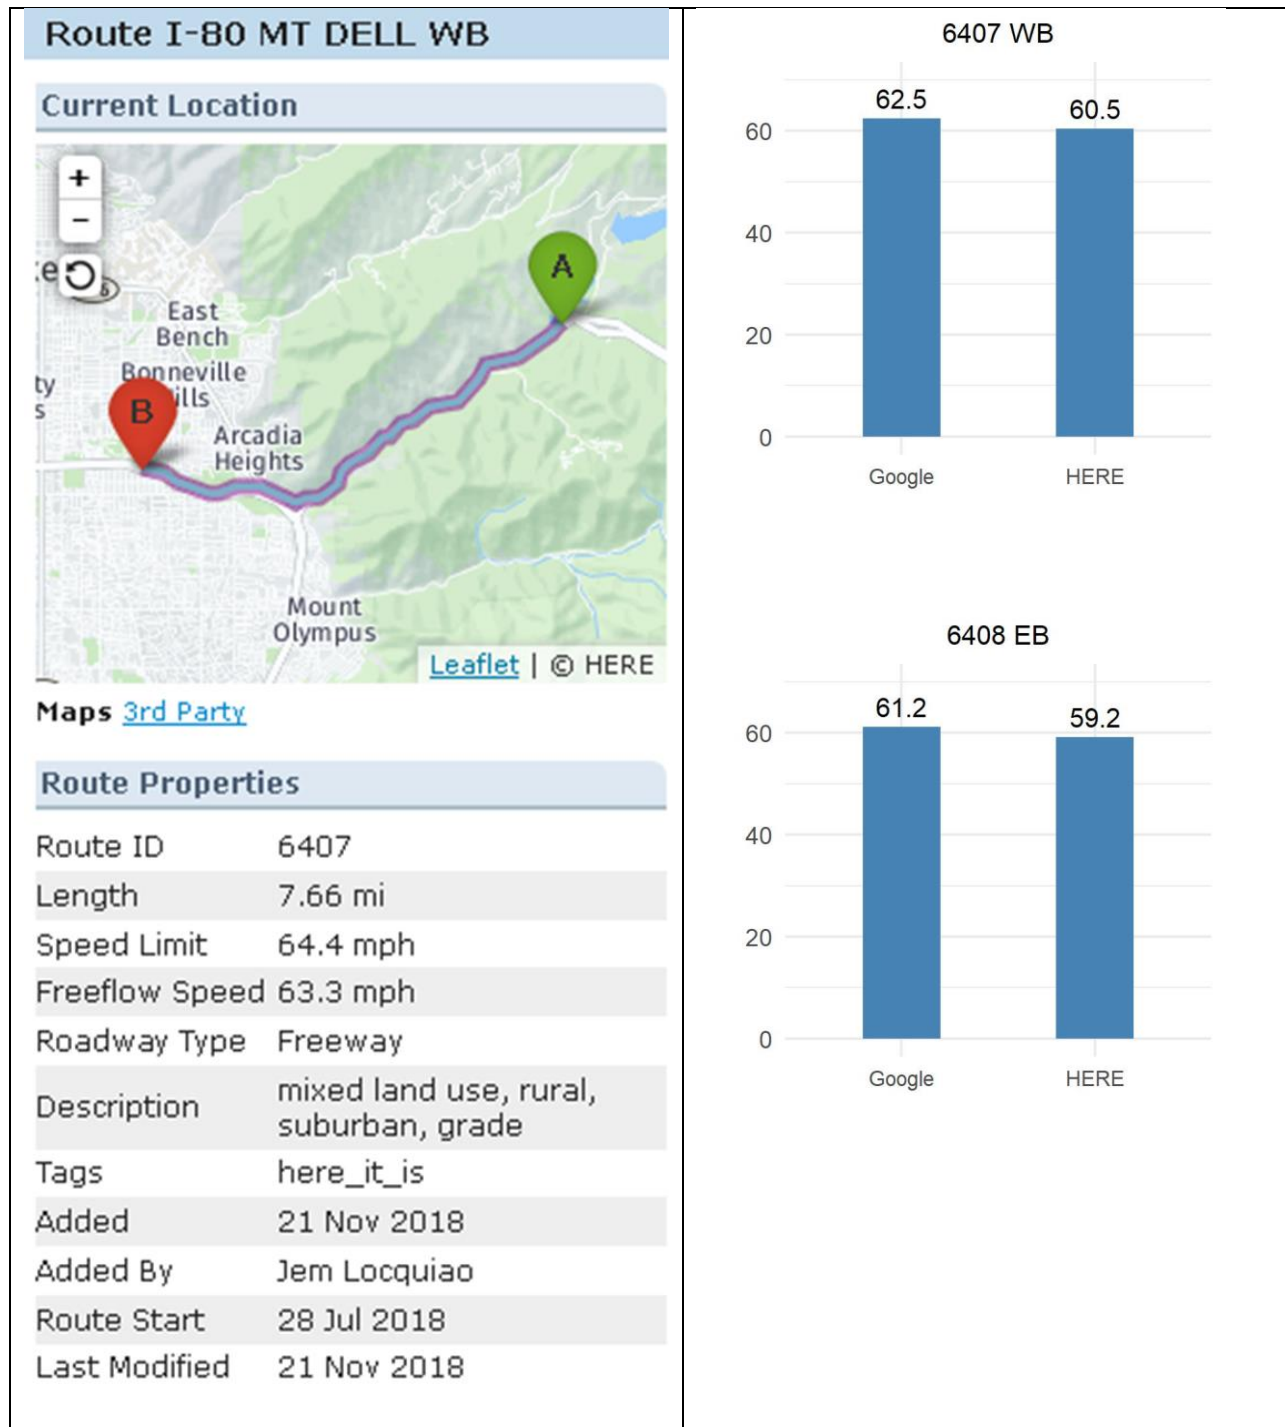 Route I-80 MT DELL WB
Current Location
+
−
East
Bench
Bonneville
A
B
Arcadia
Heights
Mount
Olympus
Leaflet | © HERE
Maps 3rd Party
Route Properties
Route ID 6407
Length 7.66 mi
Speed Limit 64.4 mph
Freeflow Speed 63.3 mph
Roadway Type Freeway
Description mixed land use, rural,
suburban, grade
Tags here_it_is
Added 21 Nov 2018
Added By Jem Locquiao
Route Start 28 Jul 2018
Last Modified 21 Nov 2018
6407 WB
62.5
60.5
60
40
20
0
Google HERE
6408 EB
61.2
59.2
60
40
20
0
Google HERE